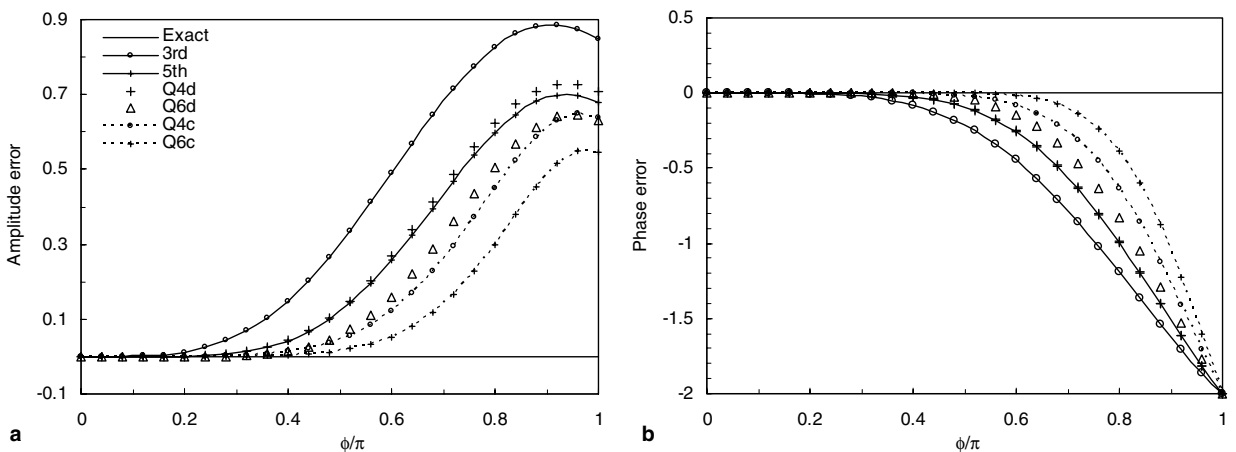 Amplitude error
0.9
0.7
0.5
0.3
0.1
-0.1
Exact
3rd
5th
Q4d
Q6d
Q4c
Q6c
0 0.2 0.4 0.6 0.8 1
ϕ/π
a
Phase error
0.5
0
-0.5
-1
-1.5
-2
0 0.2 0.4 0.6 0.8 1
ϕ/π
b